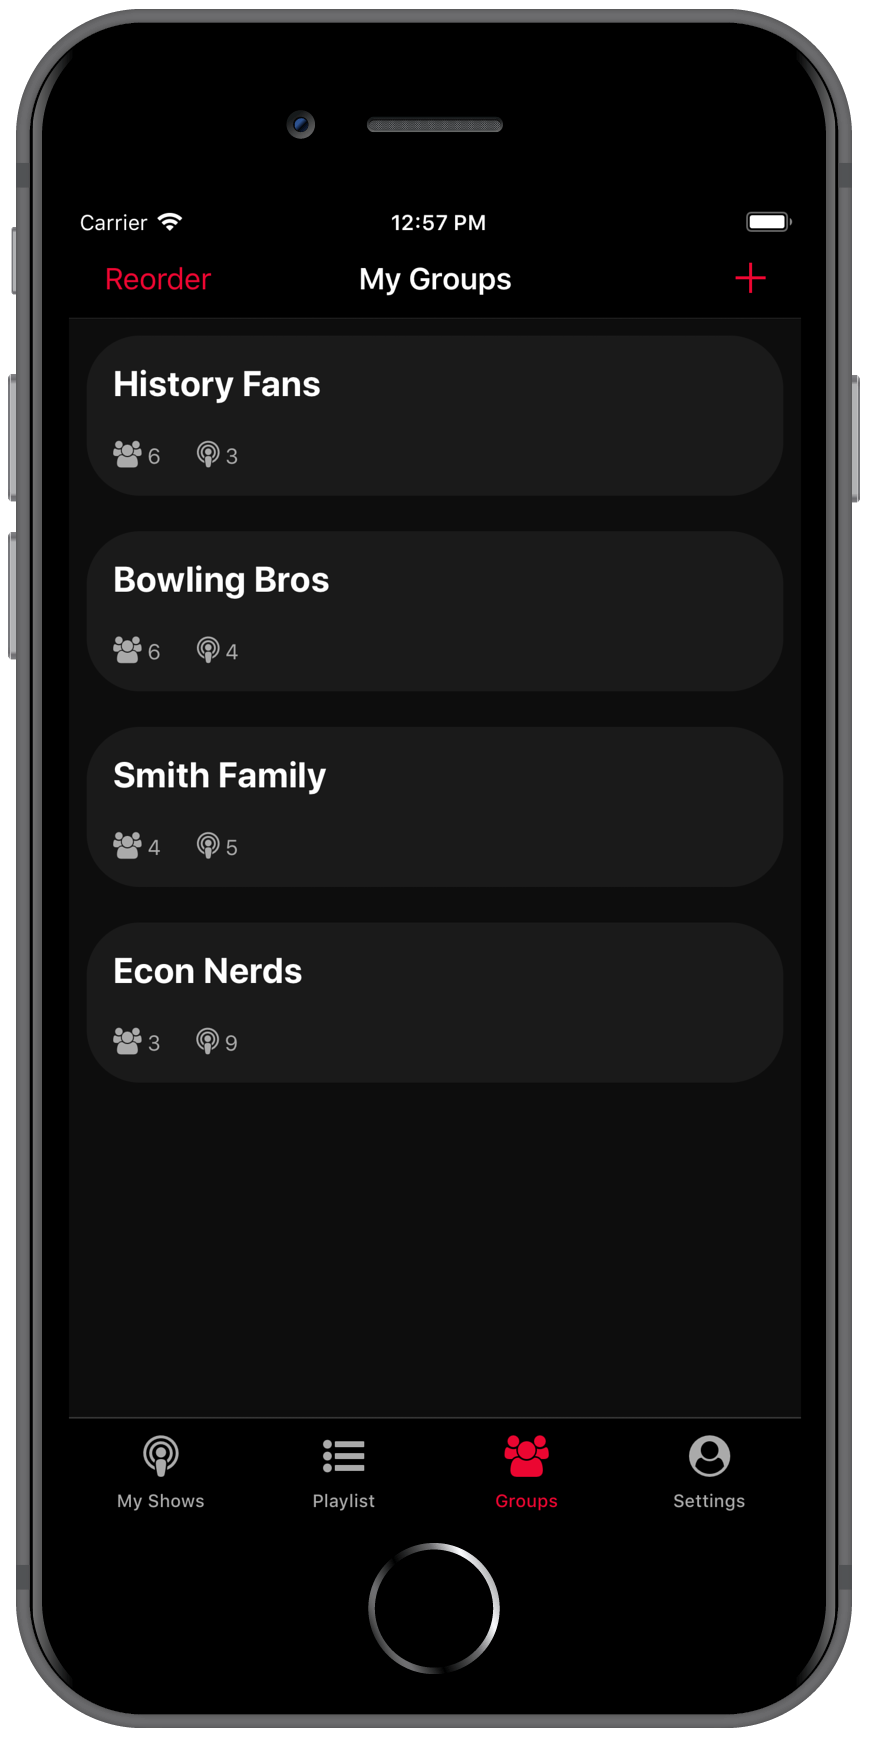 Carrier 12:57 PM
Reorder My Groups +
History Fans
6 3
Bowling Bros
6 4
Smith Family
4 5
Econ Nerds
3 9
My Shows Playlist Groups Settings